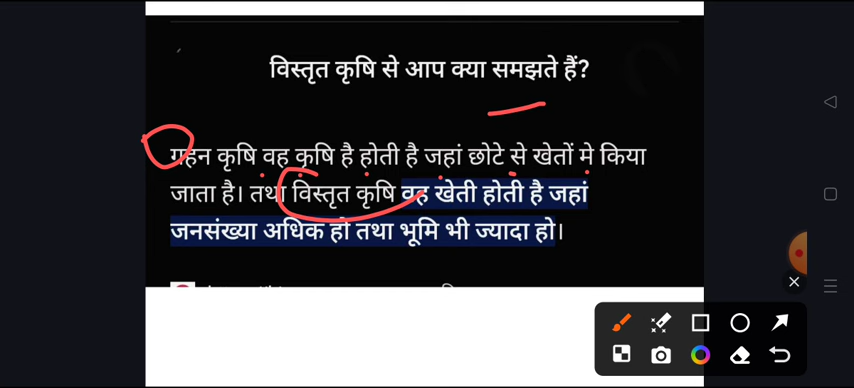 विस्तृत कृषि से आप क्या समझते हैं?
गहन कृषि वह कृषि है होती है जहां छोटे से खेतों मे किया
जाता है। तथा विस्तृत कृषि वह खेती होती है जहां
जनसंख्या अधिक हो तथा भूमि भी ज्यादा हो।